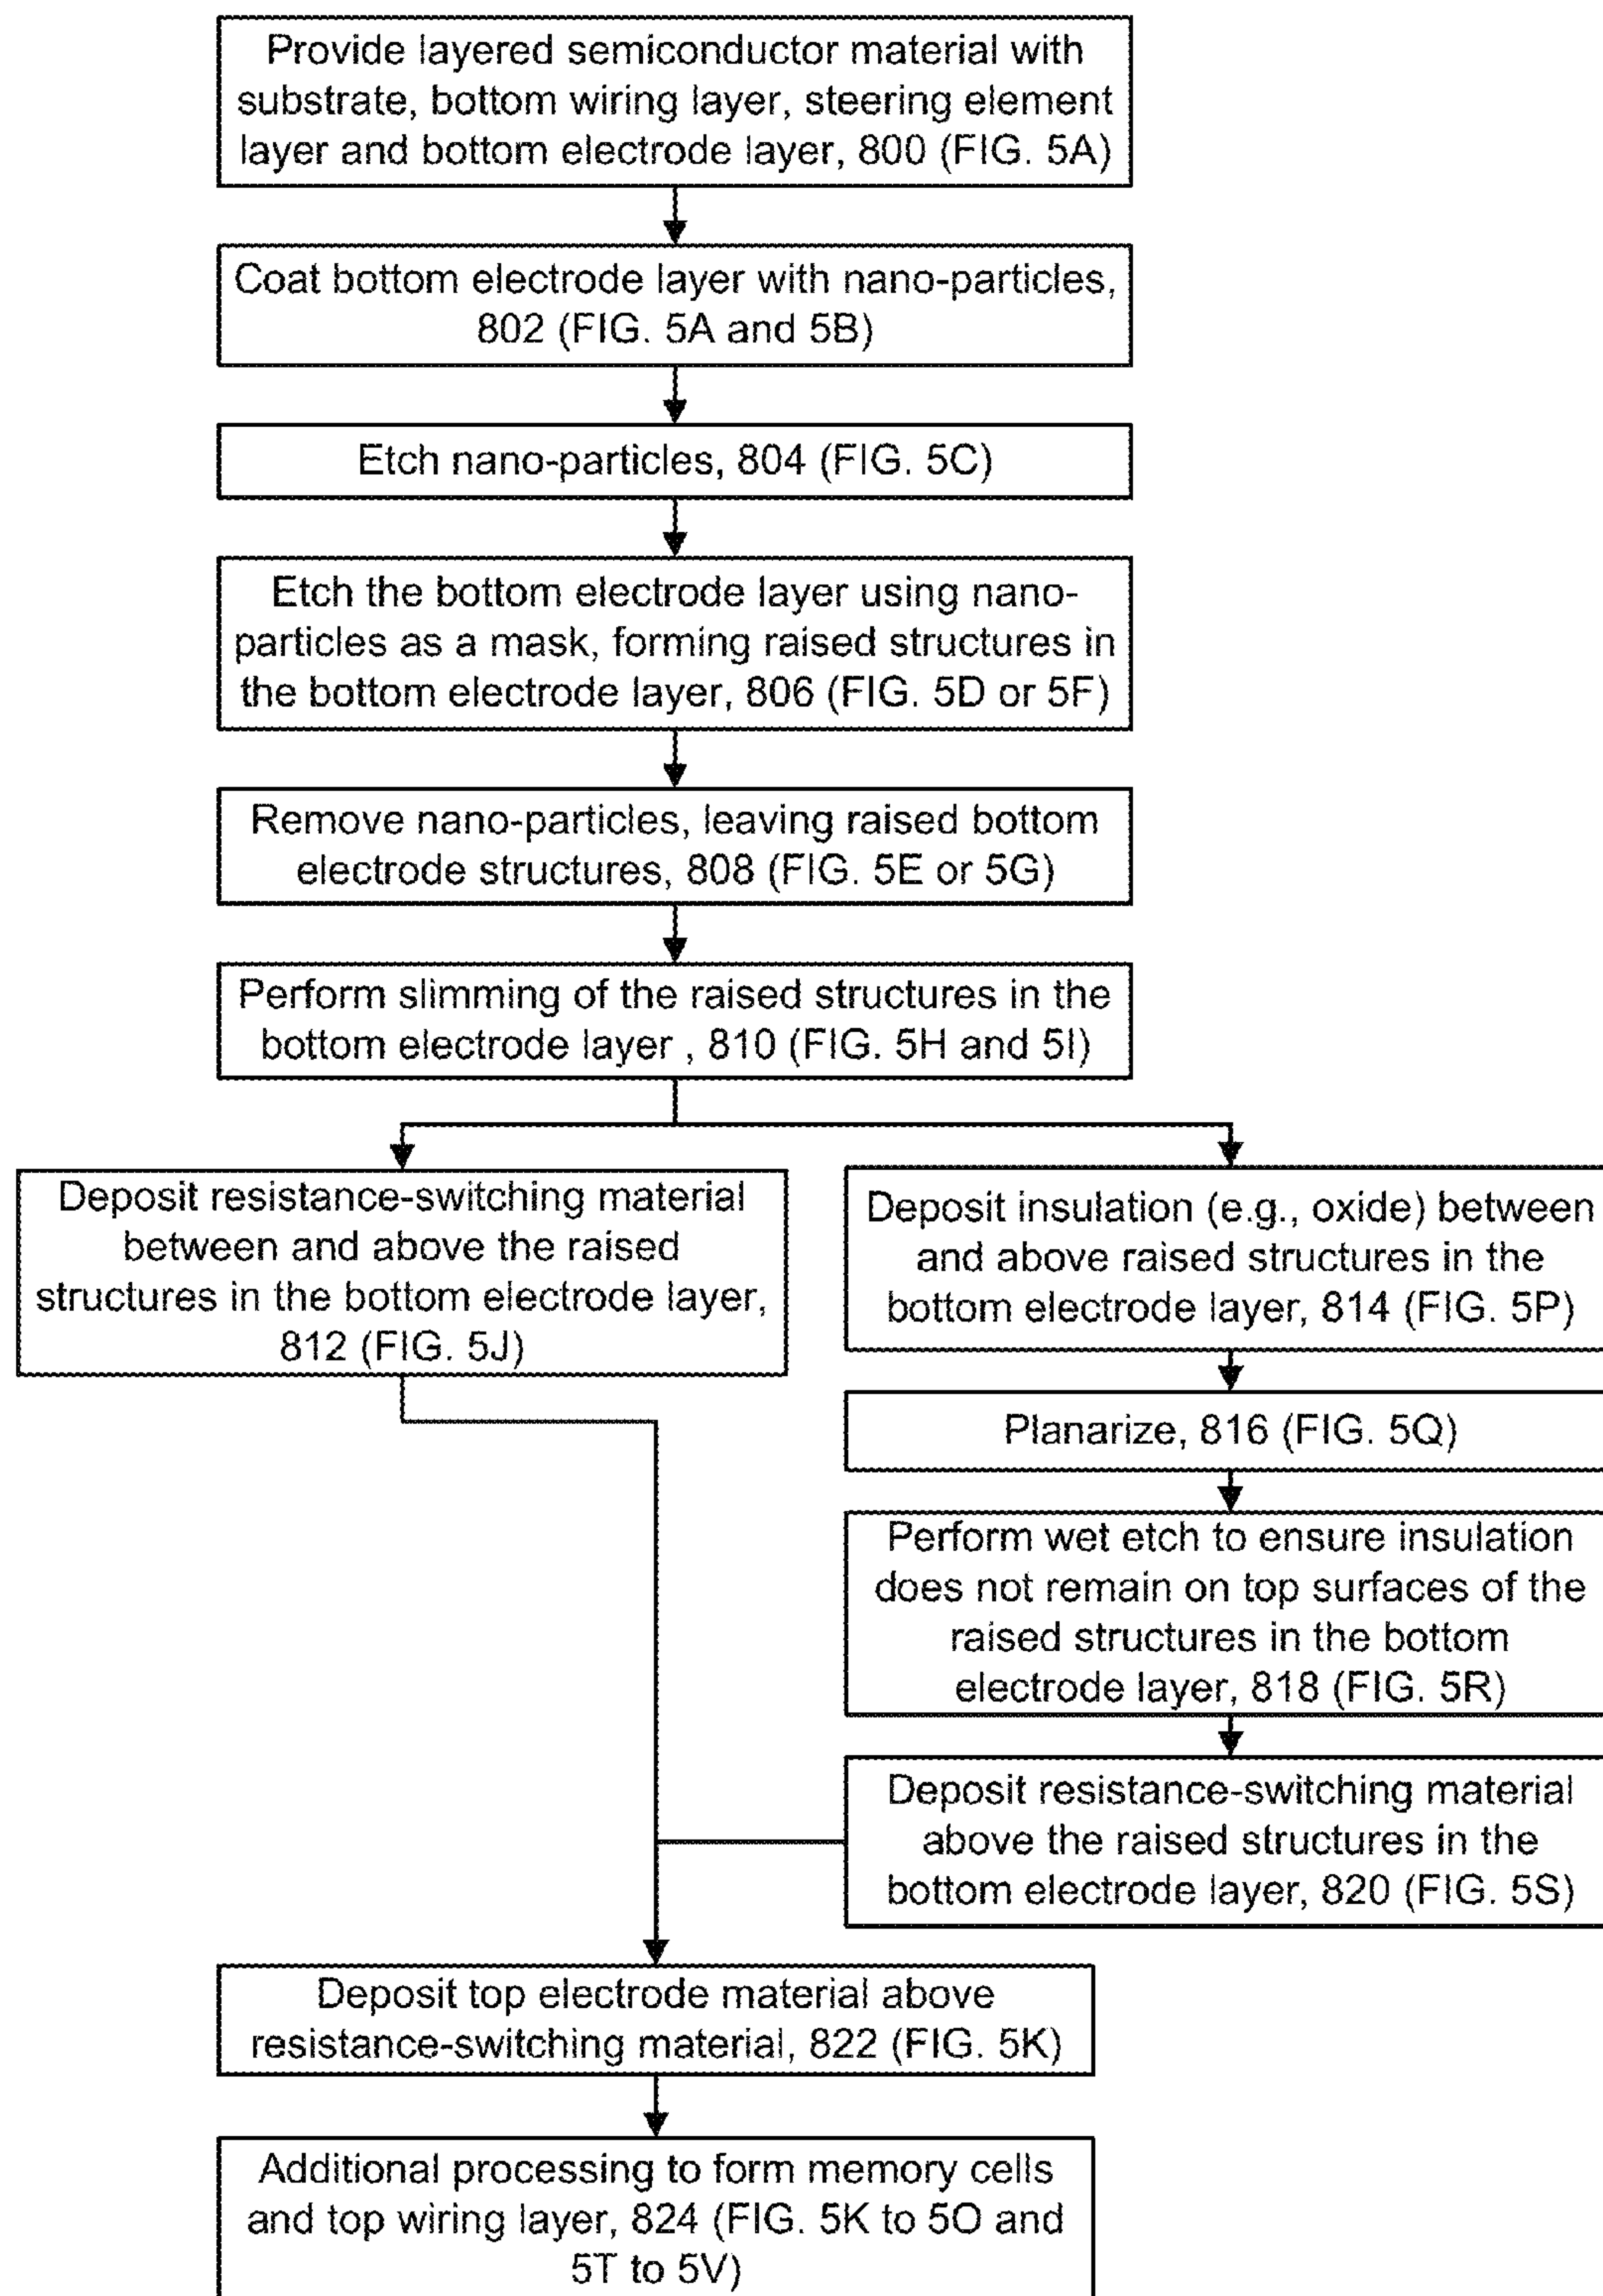 Provide layered semiconductor material with
substrate, bottom wiring layer, steering element
layer and bottom electrode layer, 800 (FIG. 5A)
Coat bottom electrode layer with nano-particles,
802 (FIG. 5A and 5B)
Etch nano-particles, 804 (FIG. 5C)
Etch the bottom electrode layer using nano-
particles as a mask, forming raised structures in
the bottom electrode layer, 806 (FIG. 5D or 5F)
Remove nano-particles, leaving raised bottom
electrode structures, 808 (FIG. 5E or 5G)
Perform slimming of the raised structures in the
bottom electrode layer , 810 (FIG. 5H and 5I)
Deposit resistance-switching material
between and above the raised
structures in the bottom electrode layer,
812 (FIG. 5J)
Deposit insulation (e.g., oxide) between
and above raised structures in the
bottom electrode layer, 814 (FIG. 5P)
Planarize, 816 (FIG. 5Q)
Perform wet etch to ensure insulation
does not remain on top surfaces of the
raised structures in the bottom
electrode layer, 818 (FIG. 5R)
Deposit resistance-switching material
above the raised structures in the
bottom electrode layer, 820 (FIG. 5S)
Deposit top electrode material above
resistance-switching material, 822 (FIG. 5K)
Additional processing to form memory cells
and top wiring layer, 824 (FIG. 5K to 5O and
5T to 5V)